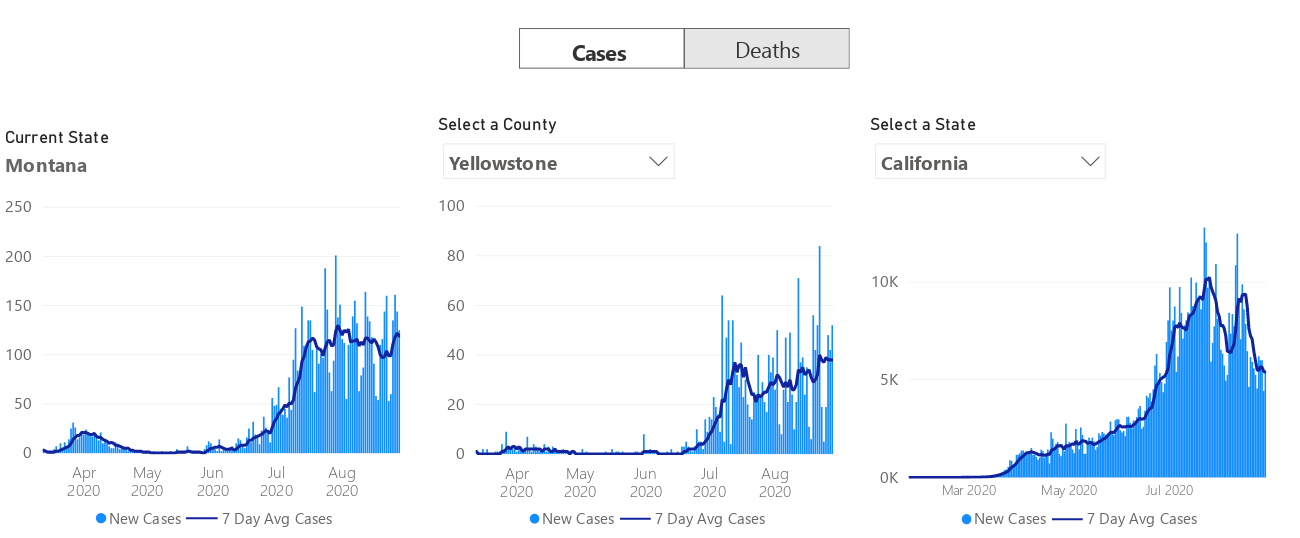 Cases
Deaths
Current State
Montana
250
200
150
100
50
0
Apr 2020
May 2020
Jun 2020
Jul 2020
Aug 2020
New Cases
7 Day Avg Cases
Select a County
Yellowstone
100
80
60
40
20
0
Apr 2020
May 2020
Jun 2020
Jul 2020
Aug 2020
New Cases
7 Day Avg Cases
Select a State
California
10K
5K
0K
Mar 2020
May 2020
Jul 2020
New Cases
7 Day Avg Cases